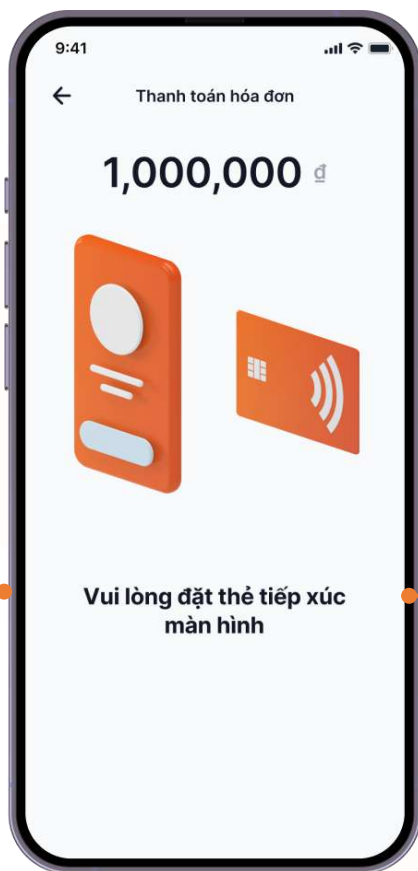 9:41
Thanh toán hóa đơn
1,000,000 đ
Vui lòng đặt thẻ tiếp xúc
màn hình